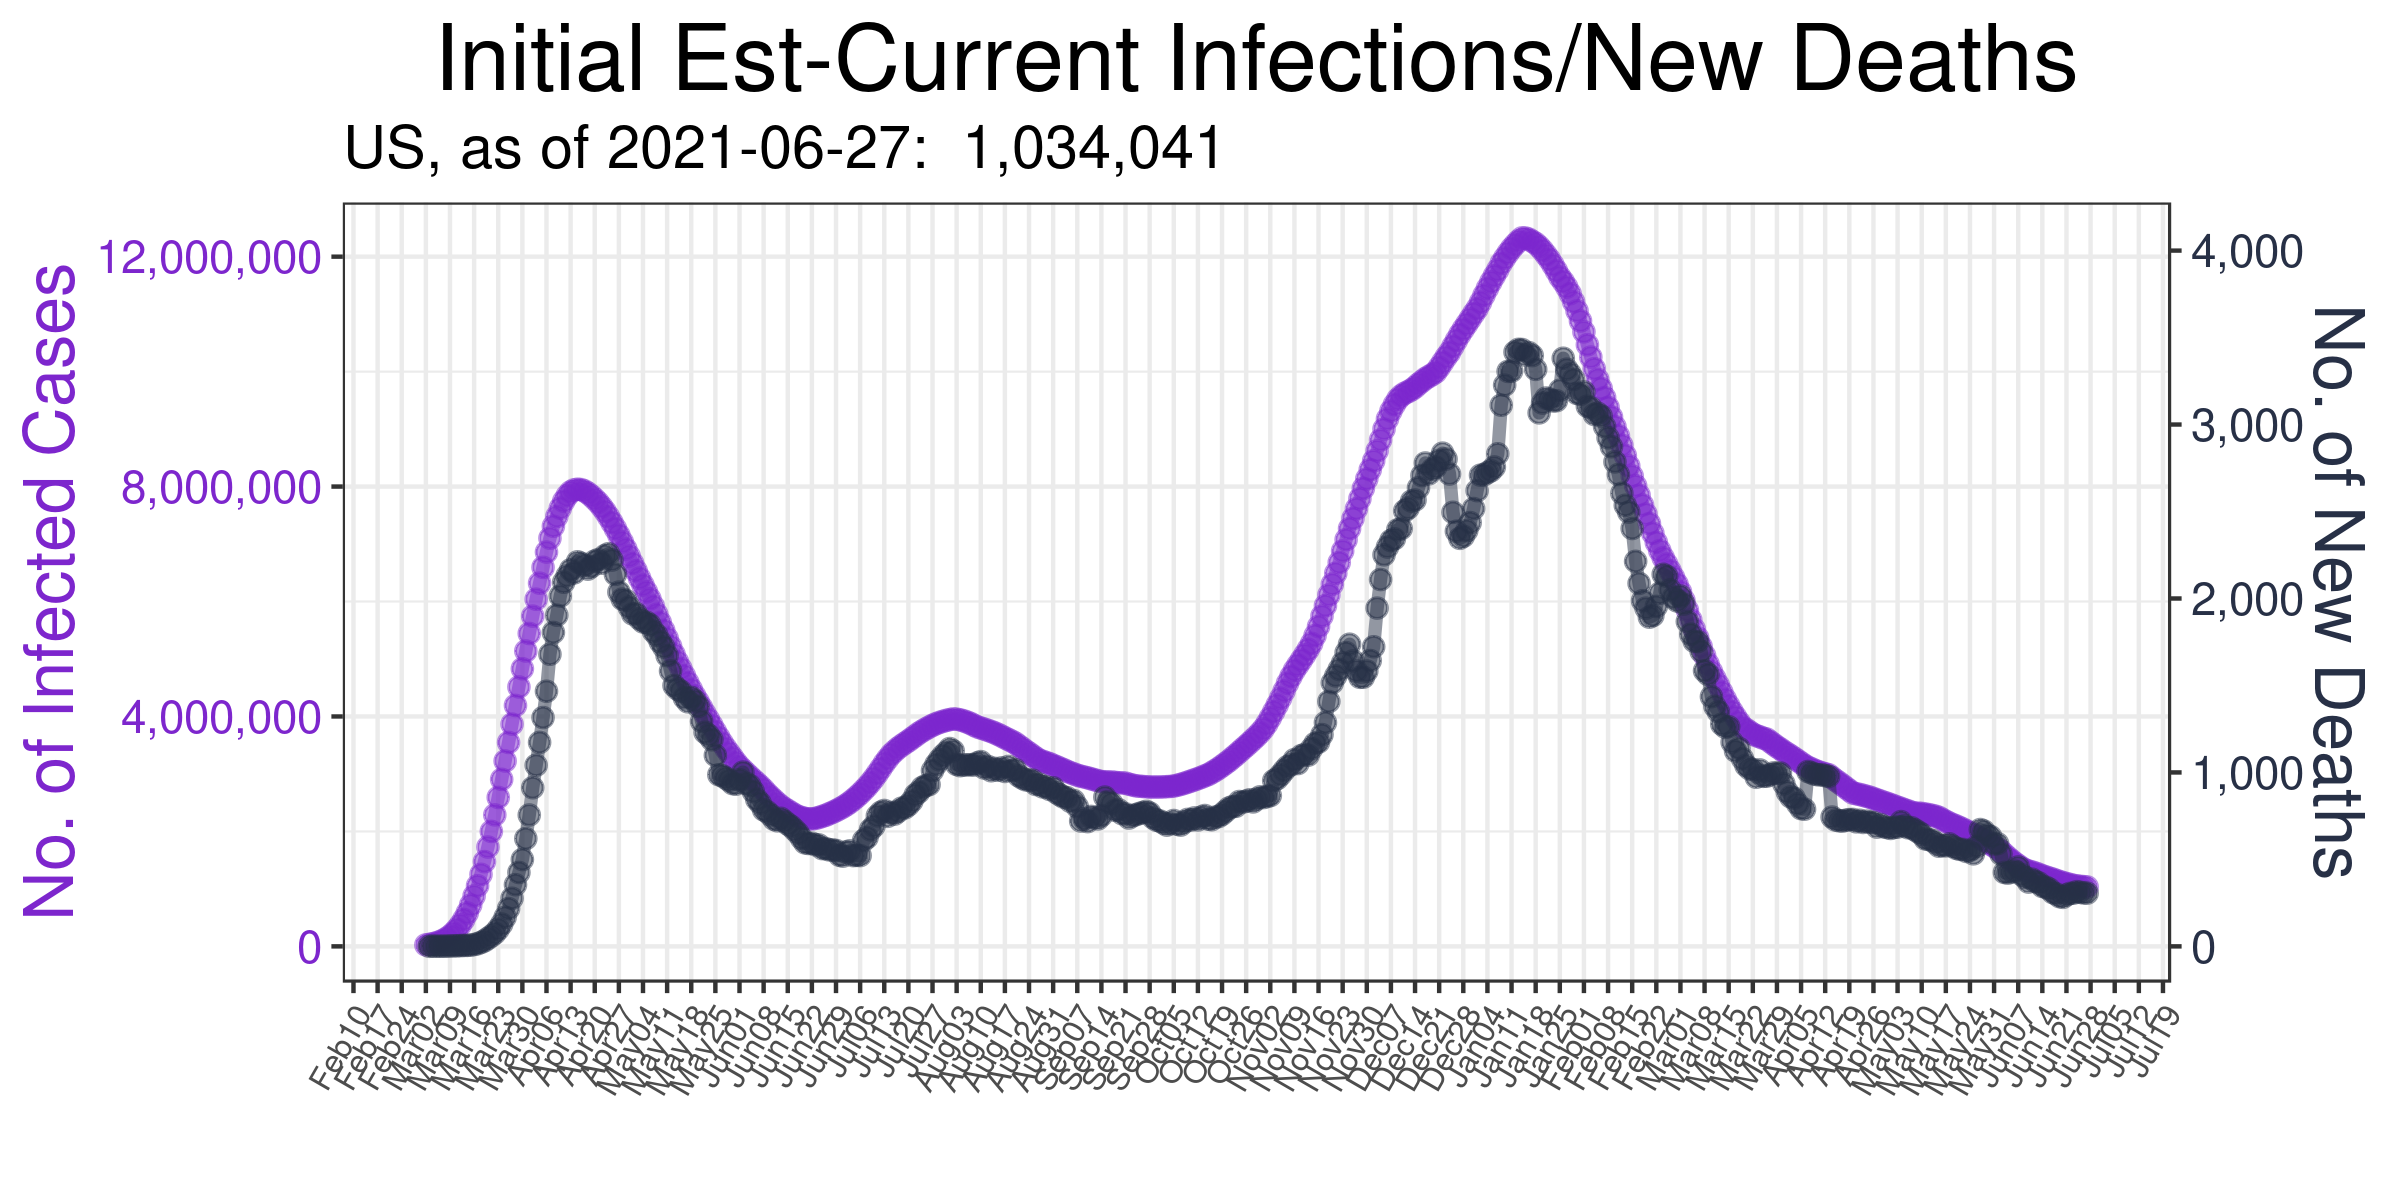 Initial Est-Current Infections/New Deaths
US, as of 2021-06-27: 1,034,041
No. of Infected Cases
12,000,000
8,000,000
4,000,000
0
4,000
3,000
2,000
1,000
0
No. of New Deaths
Feb10
Feb17
Feb24
Mar02
Mar09
Mar16
Mar23
Mar30
Apr06
Apr13
Apr20
Apr27
May04
May11
May18
May25
Jun01
Jun08
Jun15
Jun22
Jun29
Jul06
Jul13
Jul20
Jul27
Aug03
Aug10
Aug17
Aug24
Aug31
Sep07
Sep14
Sep21
Sep28
Oct05
Oct12
Oct19
Oct26
Nov02
Nov09
Nov16
Nov23
Nov30
Dec07
Dec14
Dec21
Dec28
Jan04
Jan11
Jan18
Jan25
Feb01
Feb08
Feb15
Feb22
Mar01
Mar08
Mar15
Mar22
Mar29
Apr05
Apr12
Apr19
Apr26
May03
May10
May17
May24
May31
Jun07
Jun14
Jun21
Jun28
Jul05
Jul12
Jul19